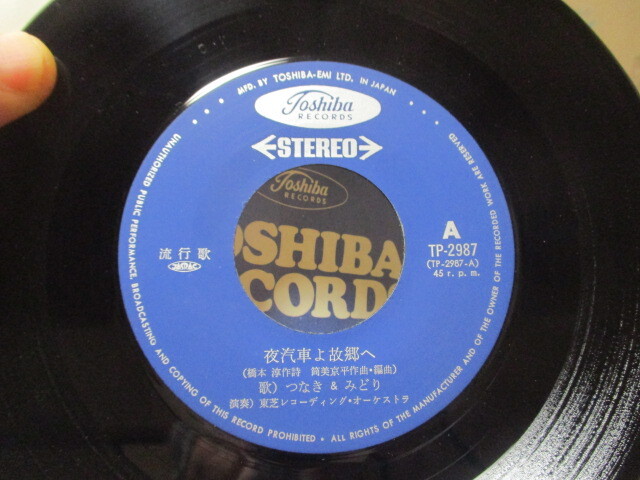 MFD. BY TOSHIBA-EMI LTD. IN JAPAN
Toshiba
RECORDS
STEREO
Toshiba
RECORDS
OSHIBA
CORDS
流行歌
A
TP-2987
(TP-2987-A)
45 r.p.m.
夜汽車よ故郷へ
(橋本 淳作詩 筒美京平作曲・編曲)
歌) つなき & みどり
演奏) 東芝レコーディング・オーケストラ
UNAUTHORIZED PUBLIC PERFORMANCE, BROADCASTING AND COPYING OF THIS RECORD PROHIBITED • ALL RIGHTS OF THE MANUFACTURER AND OF THE OWNER OF THE RECORDED WORK ARE RESERVED